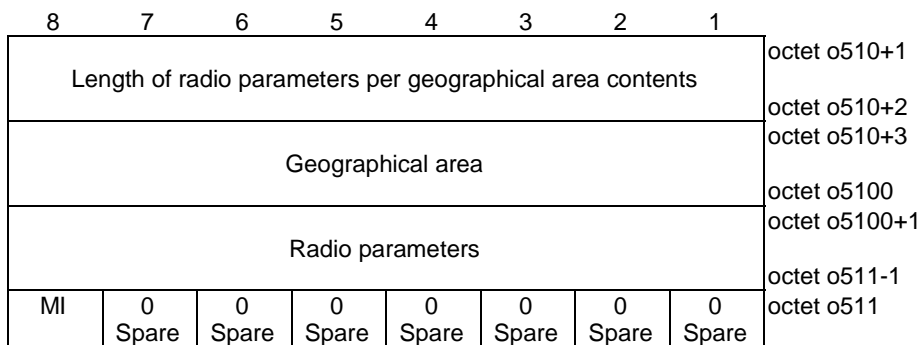 8 7 6 5 4 3 2 1
octet o510+1
Length of radio parameters per geographical area contents
octet o510+2
octet o510+3
Geographical area
octet o5100
octet o5100+1
Radio parameters
octet o511-1
MI 0 0 0 0 0 0 0 octet o511
Spare Spare Spare Spare Spare Spare Spare